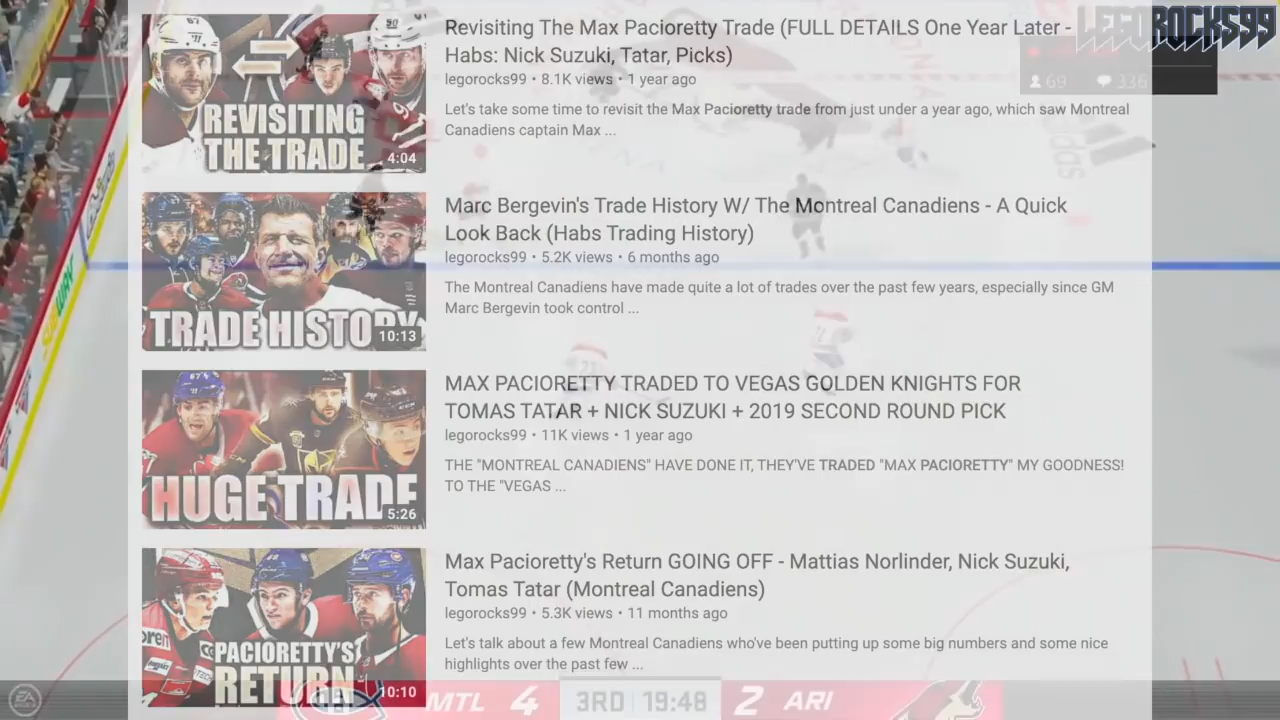 LEGOROCKS99
69 336
Revisiting The Max Pacioretty Trade (FULL DETAILS One Year Later -
Habs: Nick Suzuki, Tatar, Picks)
legorocks99 • 8.1K views • 1 year ago
Let's take some time to revisit the Max Pacioretty trade from just under a year ago, which saw Montreal
Canadiens captain Max ...
REVISITING
THE TRADE
4:04
Marc Bergevin's Trade History W/ The Montreal Canadiens - A Quick
Look Back (Habs Trading History)
legorocks99 • 5.2K views • 6 months ago
The Montreal Canadiens have made quite a lot of trades over the past few years, especially since GM
Marc Bergevin took control ...
TRADE HISTORY
10:13
MAX PACIORETTY TRADED TO VEGAS GOLDEN KNIGHTS FOR
TOMAS TATAR + NICK SUZUKI + 2019 SECOND ROUND PICK
legorocks99 • 11K views • 1 year ago
THE "MONTREAL CANADIENS" HAVE DONE IT, THEY'VE TRADED "MAX PACIORETTY" MY GOODNESS!
TO THE "VEGAS ...
HUGE TRADE
5:26
Max Pacioretty's Return GOING OFF - Mattias Norlinder, Nick Suzuki,
Tomas Tatar (Montreal Canadiens)
legorocks99 • 5.3K views • 11 months ago
Let's talk about a few Montreal Canadiens who've been putting up some big numbers and some nice
highlights over the past few ...
PACIORETTY'S
RETURN
10:10
SUBWAY
adidas
EA
MTL 4 3RD 19:48 2 ARI